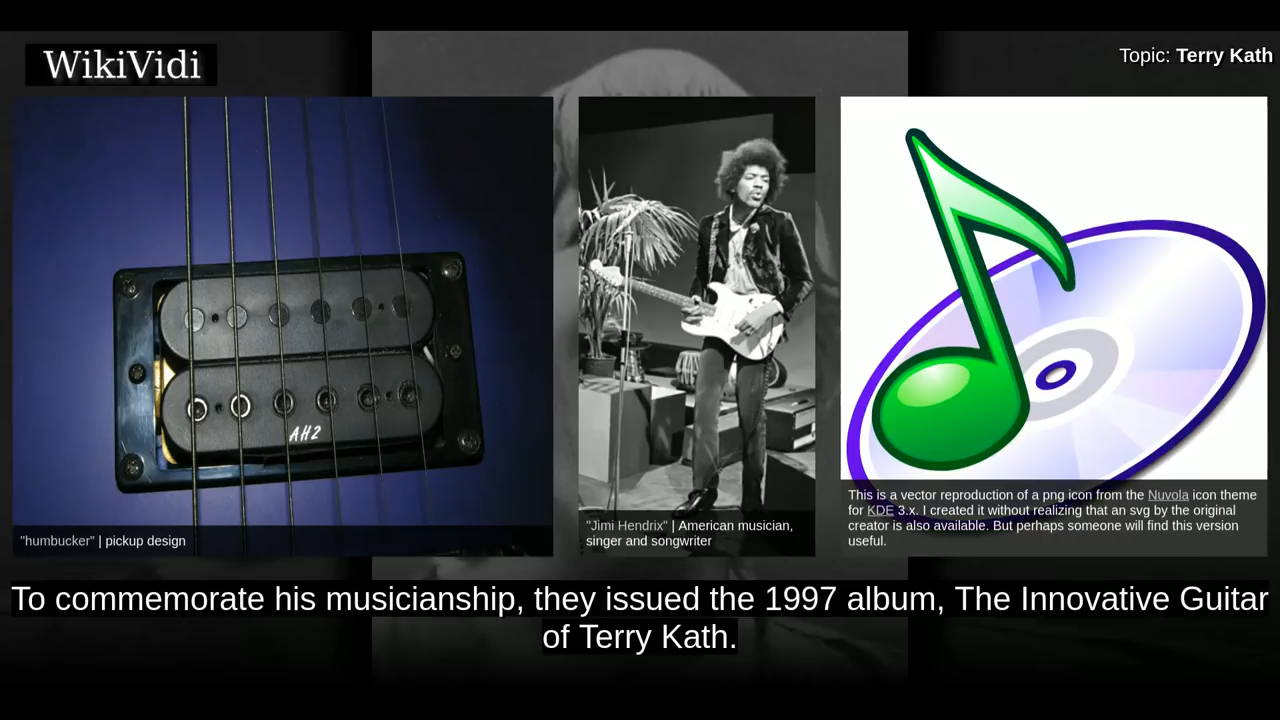 WikiVidi
Topic: Terry Kath
AH2
"humbucker" | pickup design
"Jimi Hendrix" | American musician,
singer and songwriter
This is a vector reproduction of a png icon from the Nuvola icon theme
for KDE 3.x. I created it without realizing that an svg by the original
creator is also available. But perhaps someone will find this version
useful.
To commemorate his musicianship, they issued the 1997 album, The Innovative Guitar
of Terry Kath.